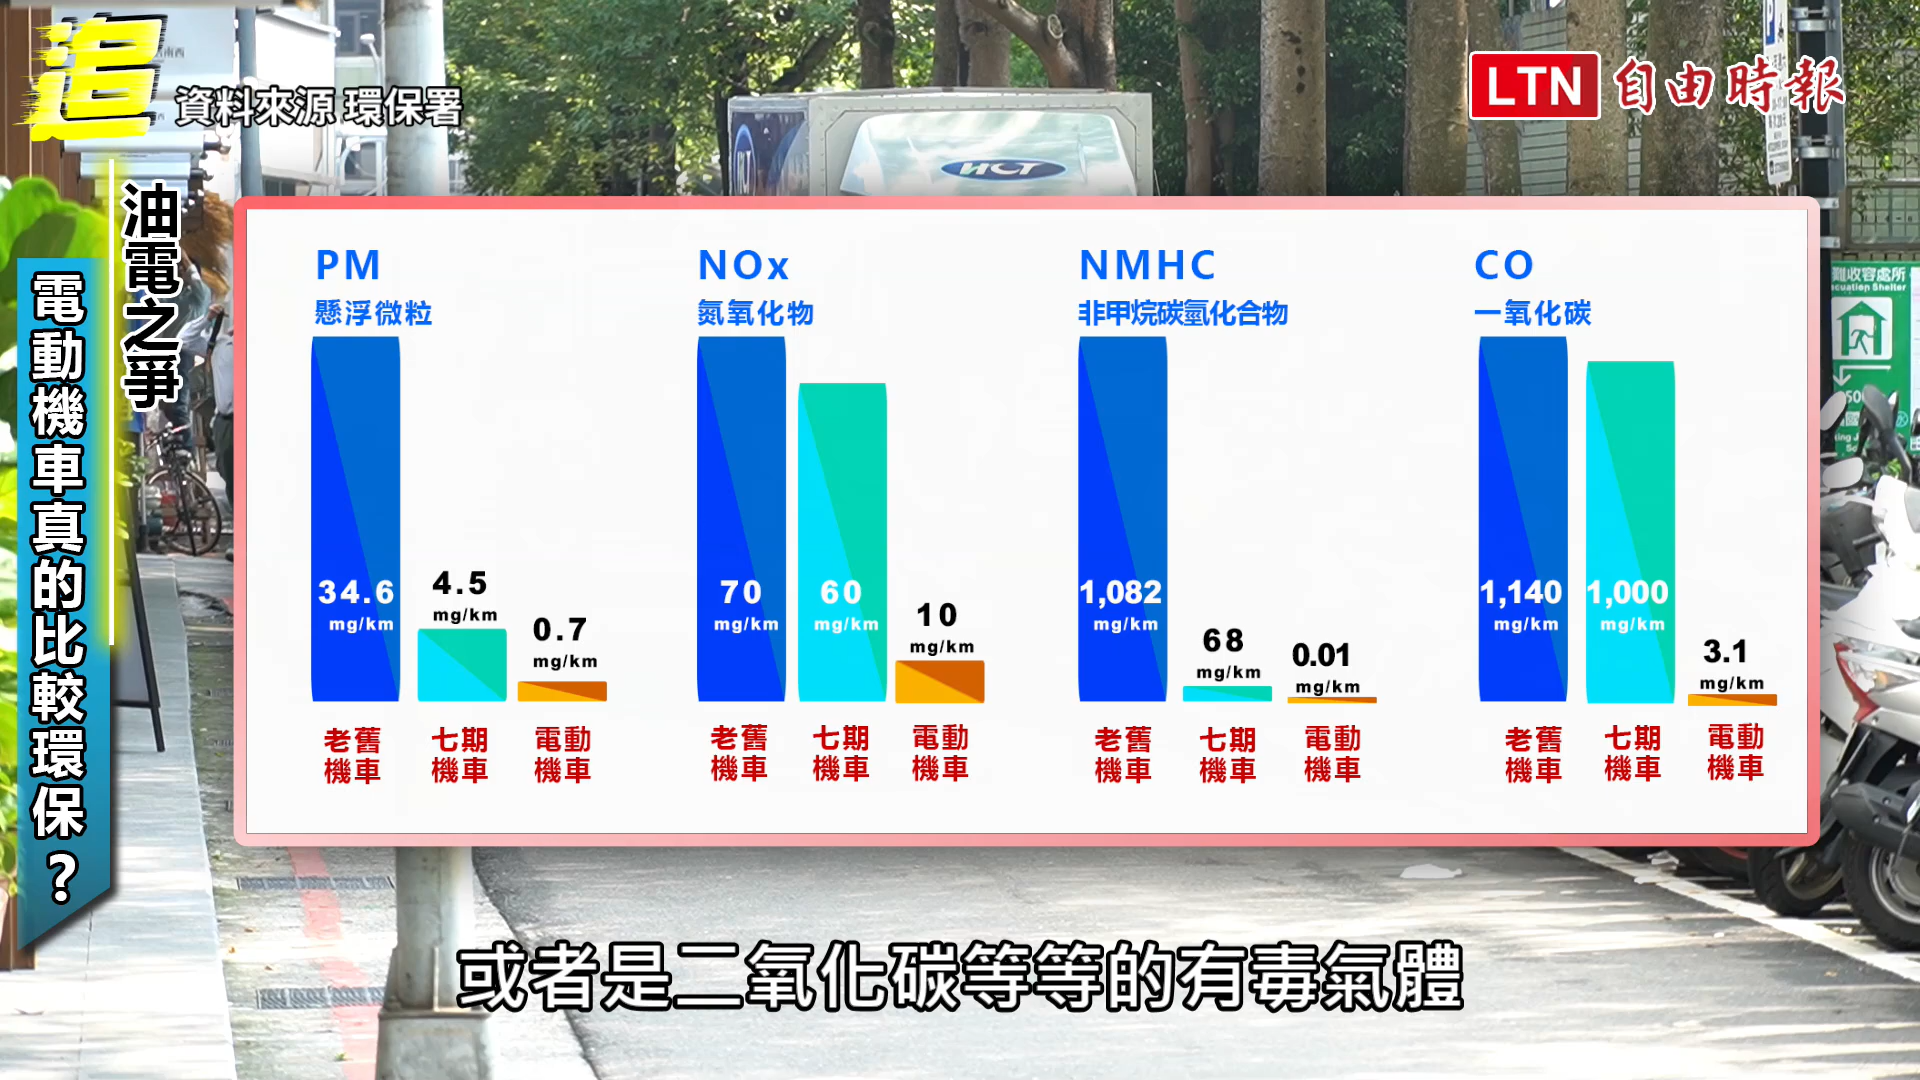 追
資料來源 環保署
LTN 自由時報
油電之爭
電動機車真的比較環保?
HCT
PM
懸浮微粒
34.6
mg/km
4.5
mg/km
0.7
mg/km
老舊
機車
七期
機車
電動
機車
NOx
氮氧化物
70
mg/km
60
mg/km
10
mg/km
老舊
機車
七期
機車
電動
機車
NMHC
非甲烷碳氫化合物
1,082
mg/km
68
mg/km
0.01
mg/km
老舊
機車
七期
機車
電動
機車
CO
一氧化碳
1,140
mg/km
1,000
mg/km
3.1
mg/km
老舊
機車
七期
機車
電動
機車
難收容處所
Evacuation Shelter
或者是二氧化碳等等的有毒氣體